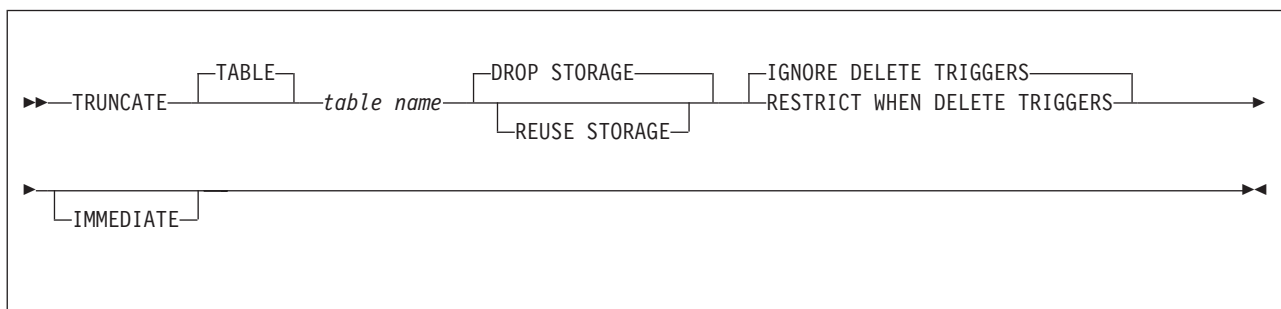 TABLE DROP STORAGE IGNORE DELETE TRIGGERS
TRUNCATE table name RESTRICT WHEN DELETE TRIGGERS
REUSE STORAGE
IMMEDIATE